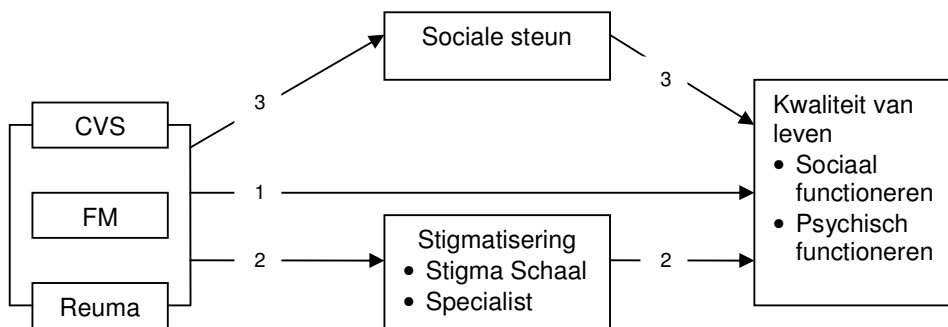 Sociale steun
3
3
CVS
FM
Reuma
1
2
Stigmatisering
• Stigma Schaal
• Specialist
2
Kwaliteit van
leven
• Sociaal
functioneren
• Psychisch
functioneren